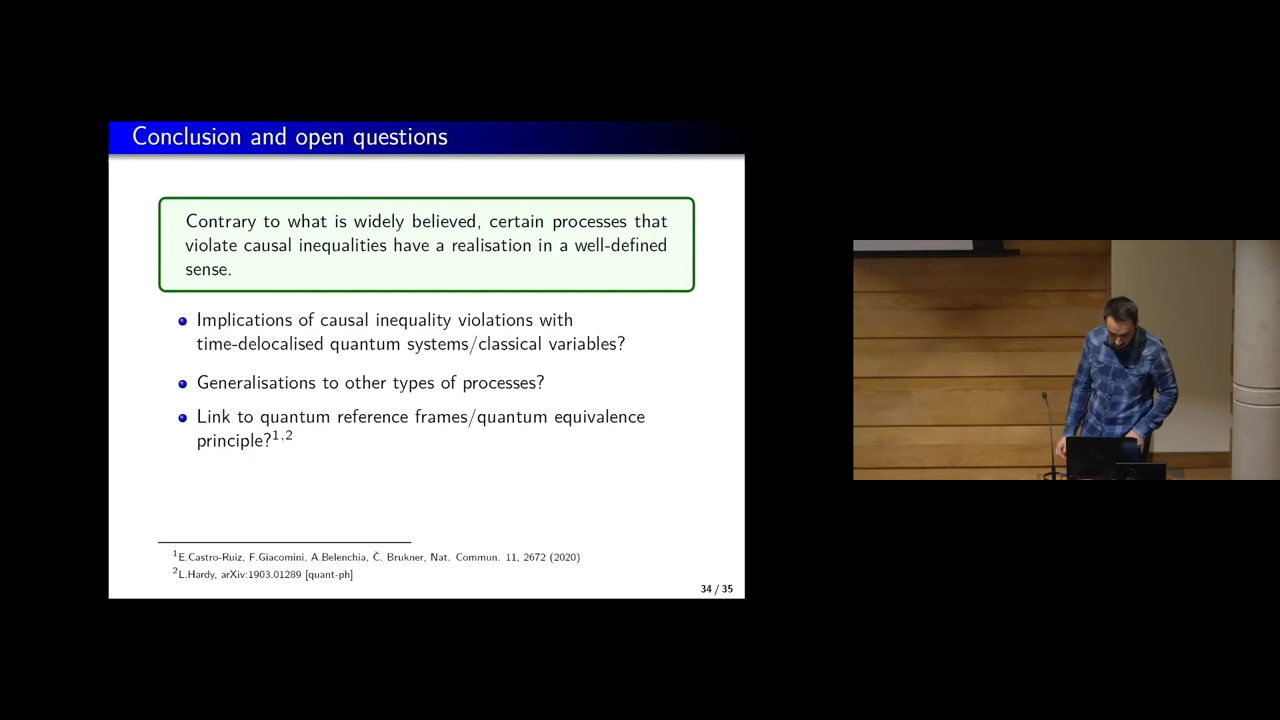 Conclusion and open questions
Contrary to what is widely believed, certain processes that
violate causal inequalities have a realisation in a well-defined
sense.
Implications of causal inequality violations with
time-delocalised quantum systems/classical variables?
Generalisations to other types of processes?
Link to quantum reference frames/quantum equivalence
principle?1,2
1E.Castro-Ruiz, F.Giacomini, A.Belenchia, Č. Brukner, Nat. Commun. 11, 2672 (2020)
2L.Hardy, arXiv:1903.01289 [quant-ph]
34 / 35